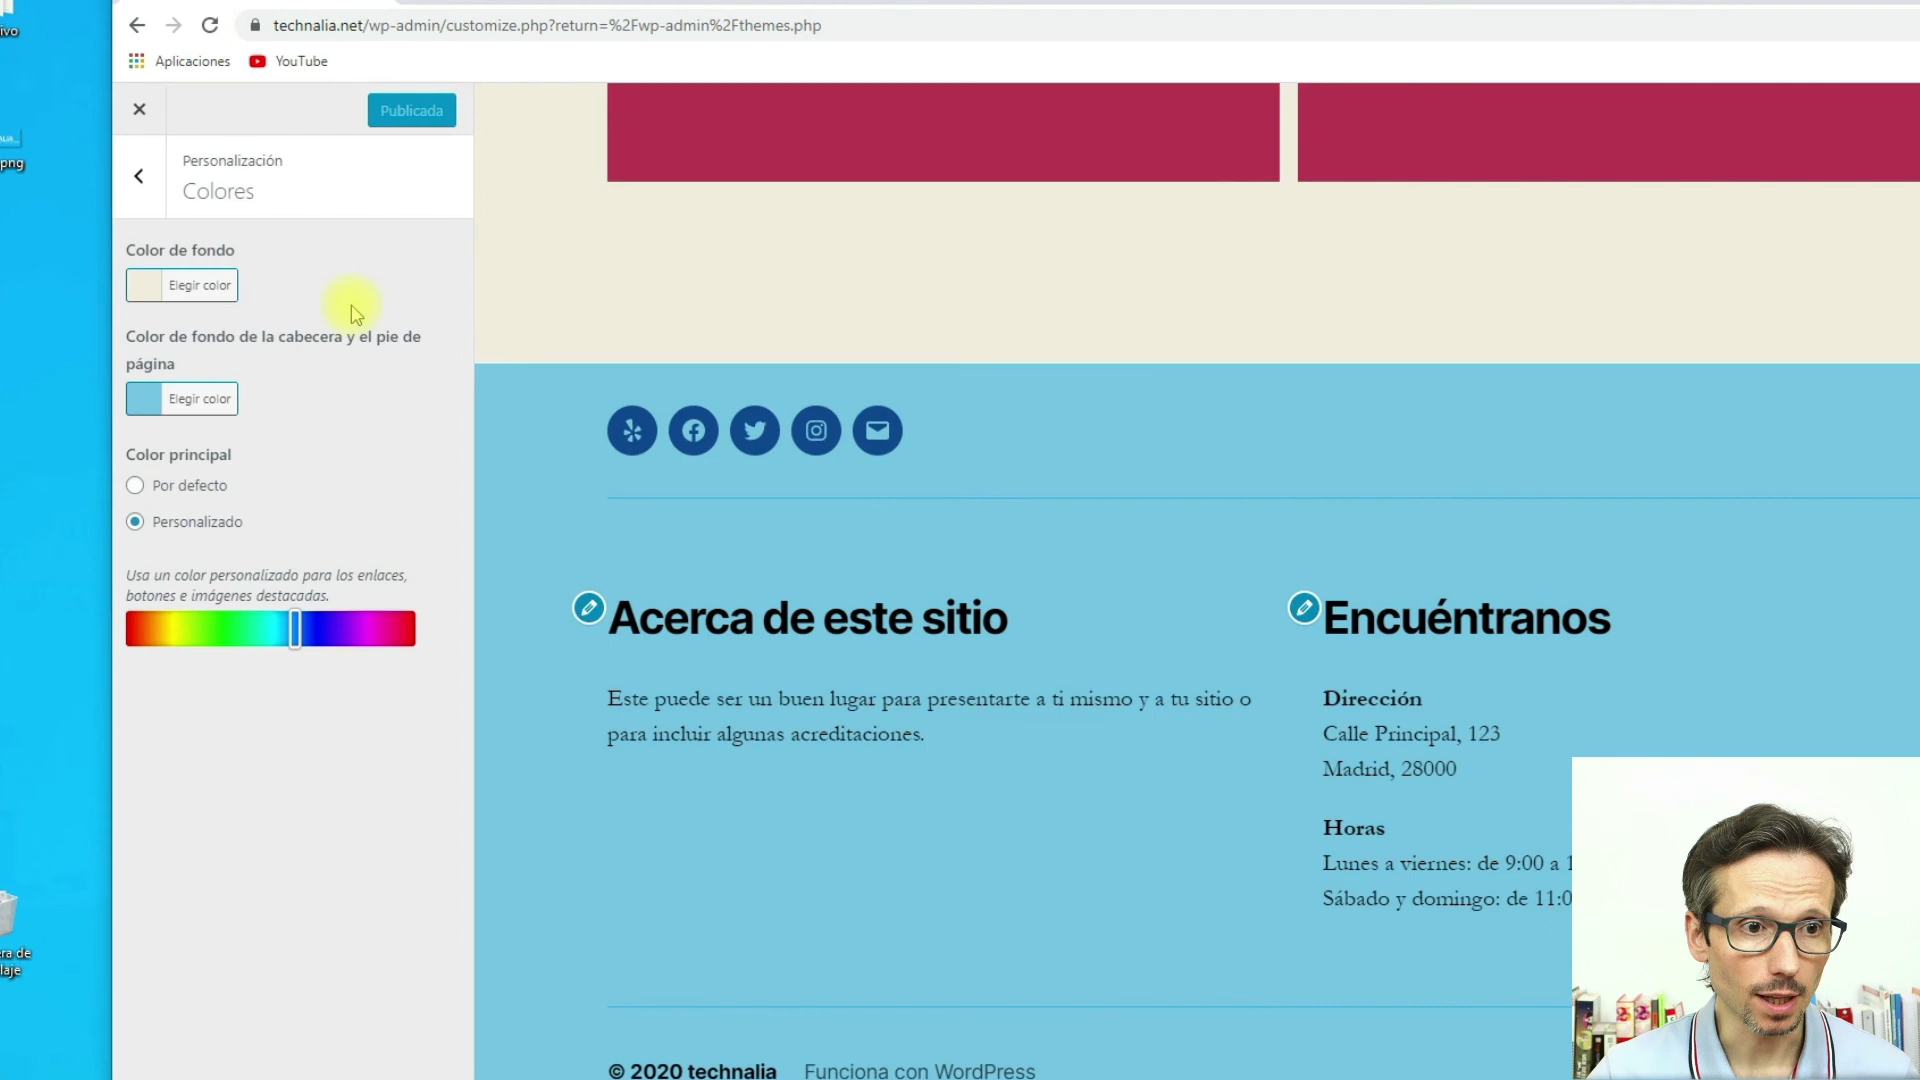 technalia.net/wp-admin/customize.php?return=%2Fwp-admin%2Fthemes.php
Aplicaciones
YouTube
Publicada
png
Personalización
Colores
Color de fondo
Elegir color
Color de fondo de la cabecera y el pie de
página
Elegir color
Color principal
Por defecto
Personalizado
Usa un color personalizado para los enlaces,
botones e imágenes destacadas.
Acerca de este sitio
Este puede ser un buen lugar para presentarte a ti mismo y a tu sitio o
para incluir algunas acreditaciones.
Encuéntranos
Dirección
Calle Principal, 123
Madrid, 28000
Horas
Lunes a viernes: de 9:00 a 1
Sábado y domingo: de 11:0
© 2020 technalia
Funciona con WordPress